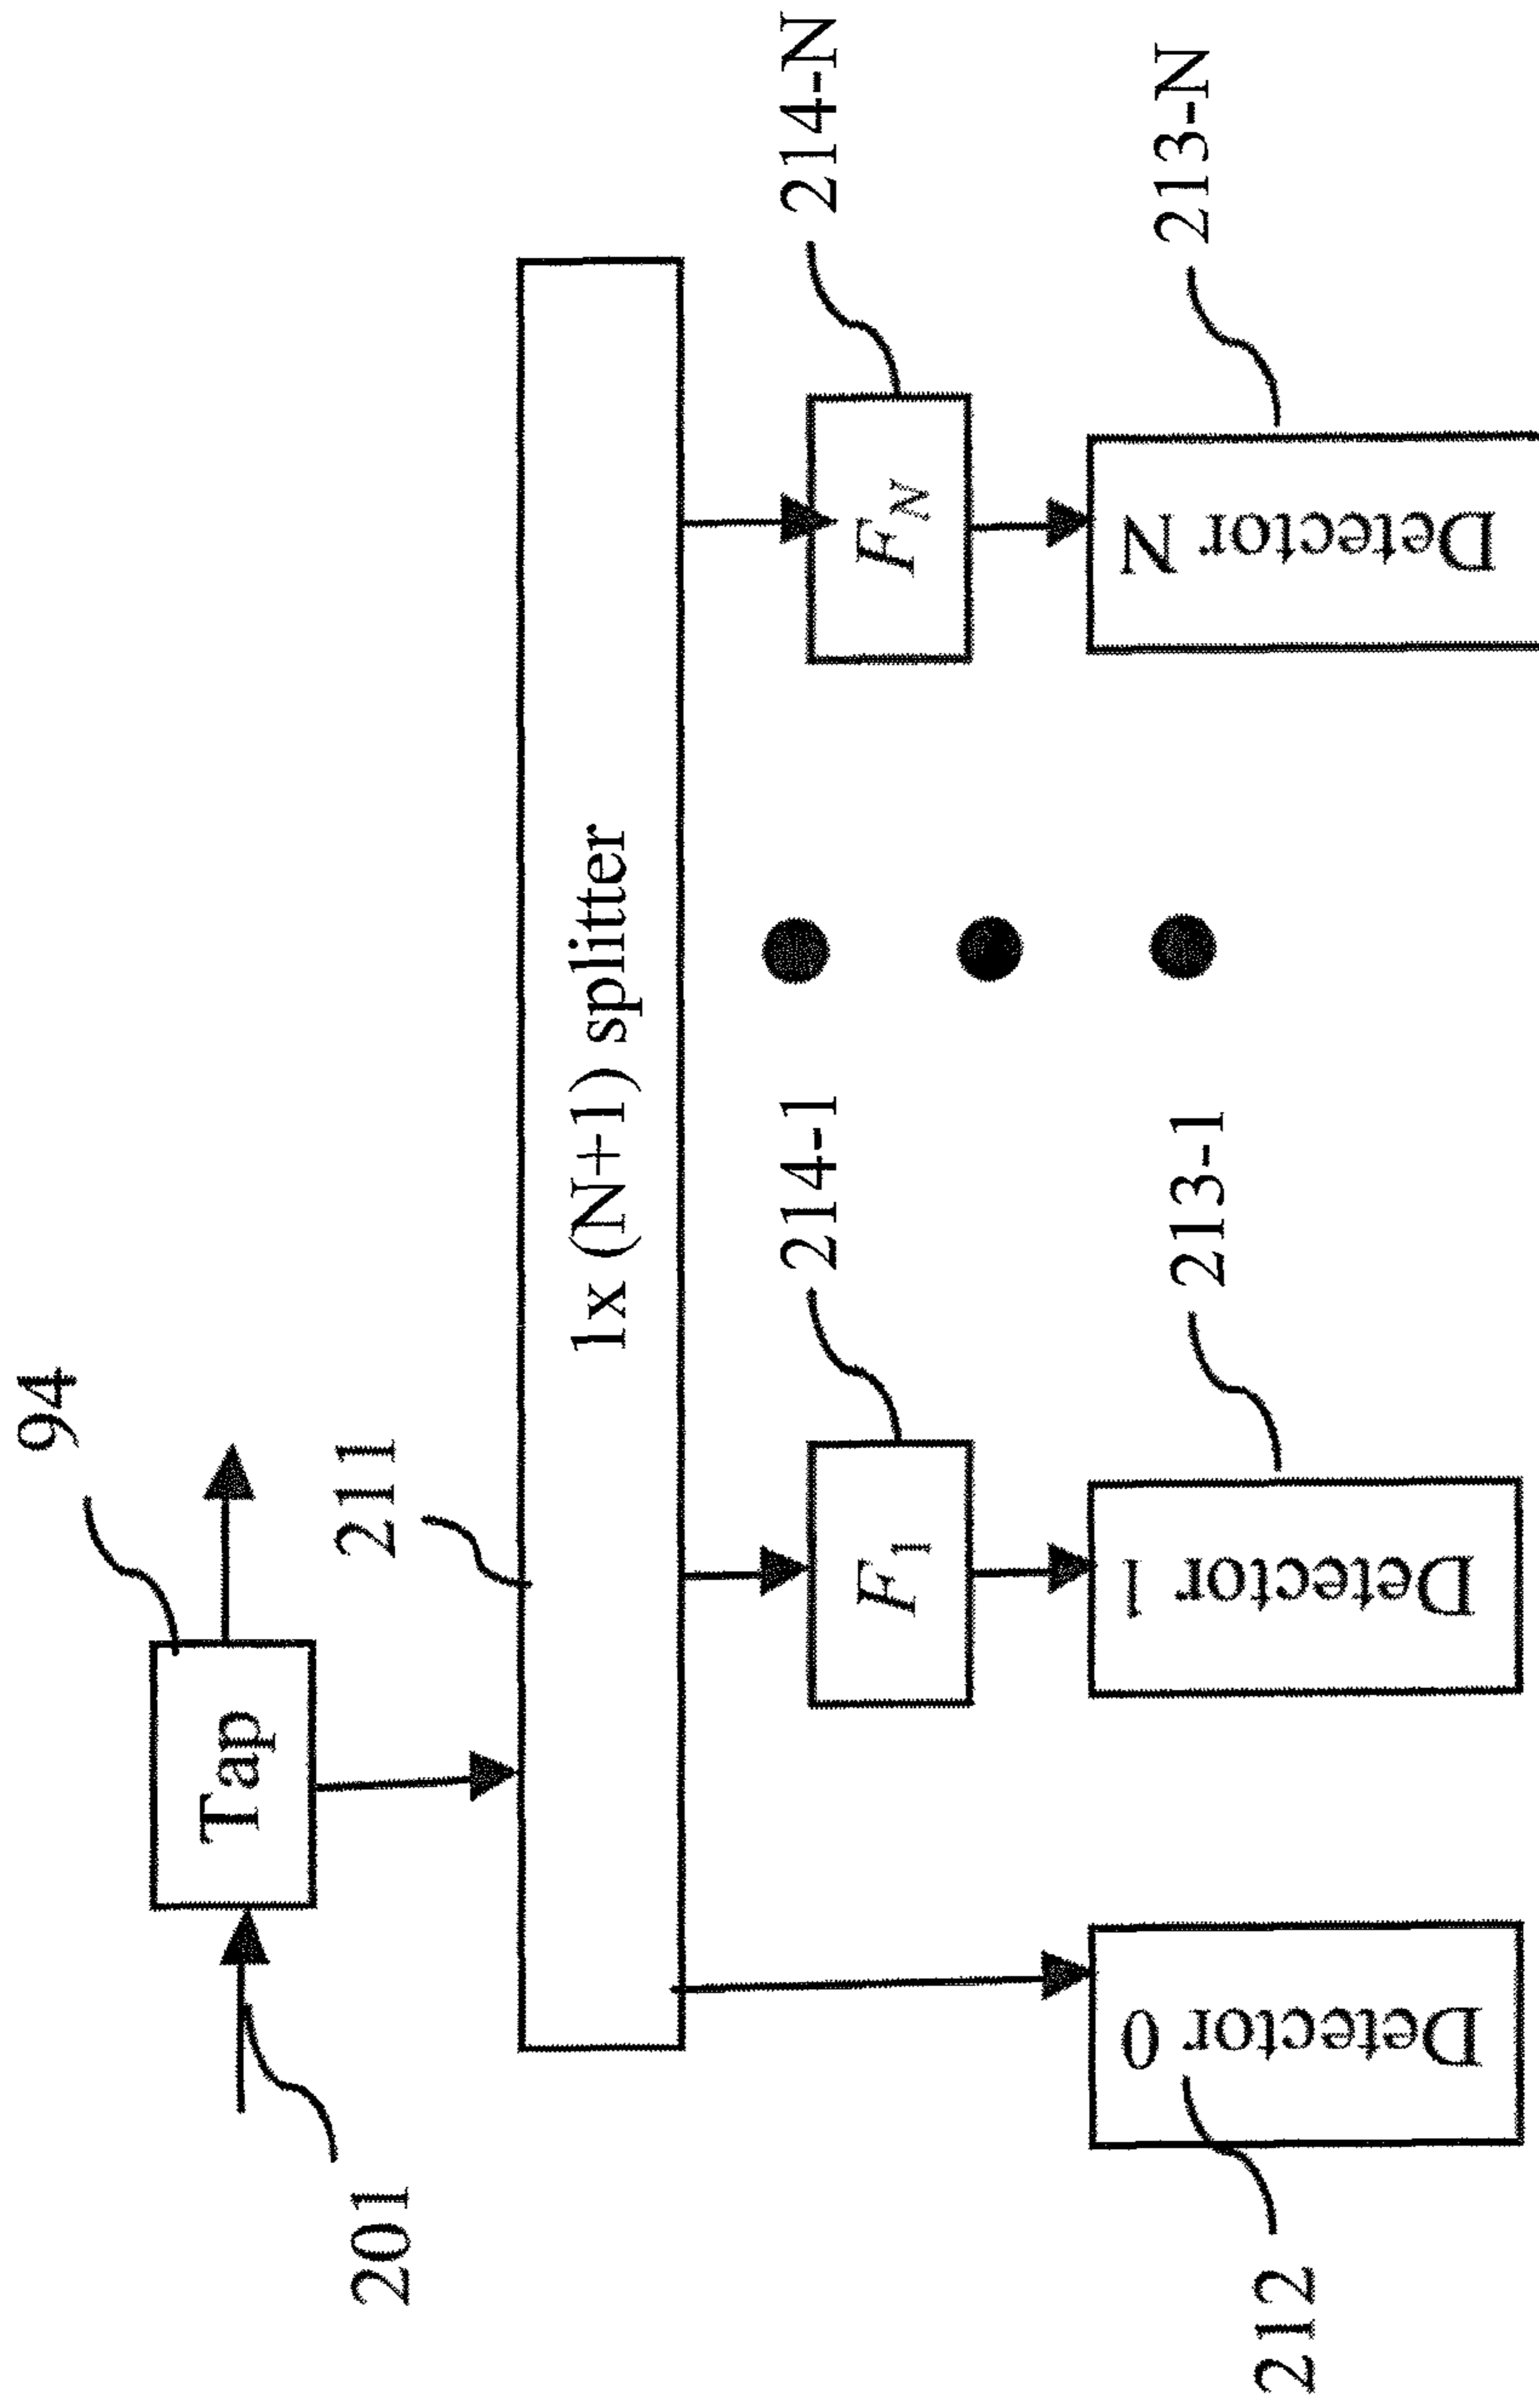 94
Tap
201
211
1x (N+1) splitter
214-1
214-N
F1
FN
213-1
213-N
212
Detector 0
Detector 1
Detector N